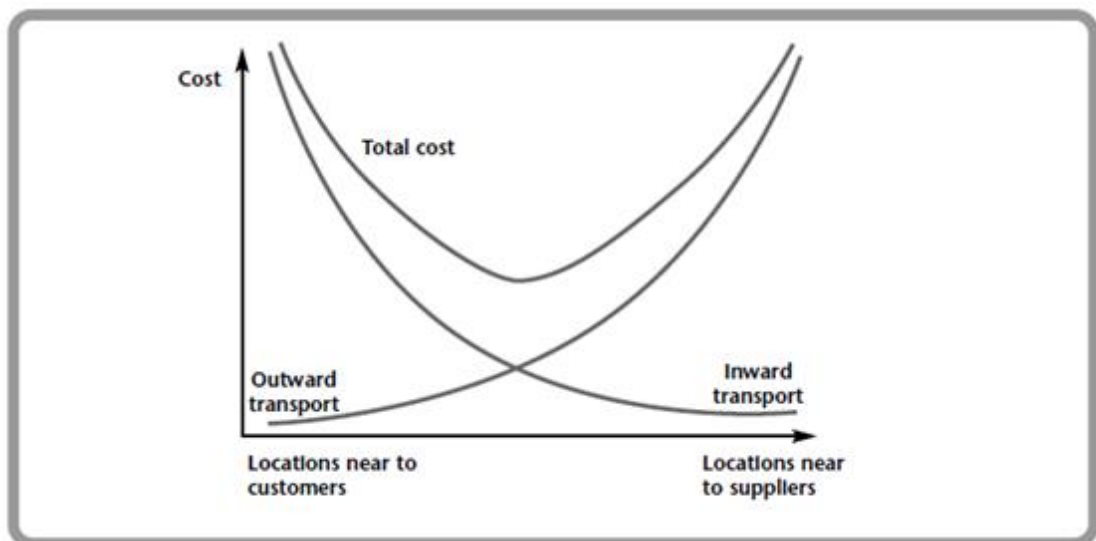 Cost
Total cost
Outward
transport
Inward
transport
Locations near to
customers
Locations near
to suppliers